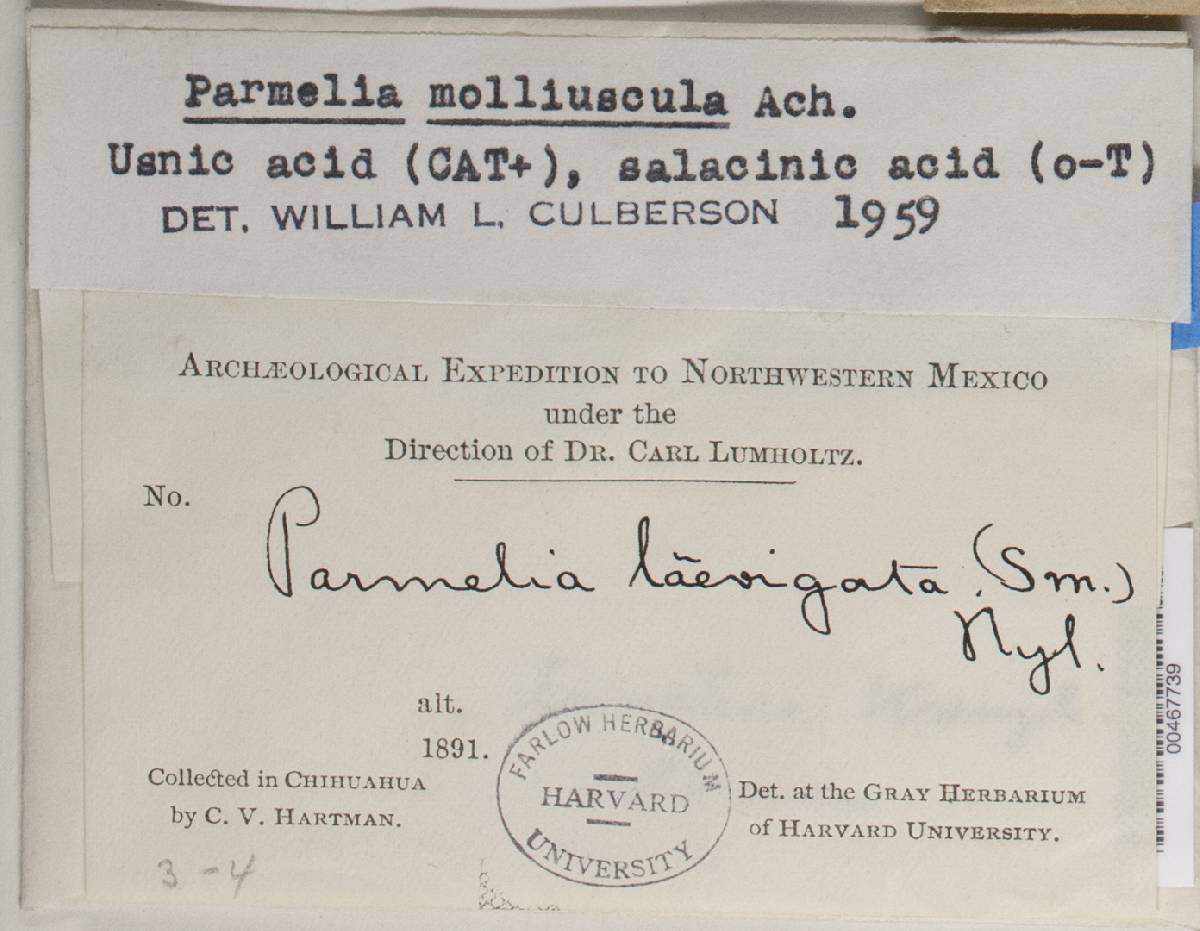 Parmelia molliuscula Ach.
Usnic acid (CAT+), salacinic acid (o-T)
DET. WILLIAM L. CULBERSON 1959
ARCHÆOLOGICAL EXPEDITION TO NORTHWESTERN MEXICO
under the
Direction of DR. CARL LUMHOLTZ.
No.
Parmelia lãevigata (Sm.)
Nyl.
alt.
1891.
Collected in CHIHUAHUA
by C. V. HARTMAN.
FARLOW HERBARIUM
HARVARD
UNIVERSITY
Det. at the GRAY HERBARIUM
of HARVARD UNIVERSITY.
3-4
00467739